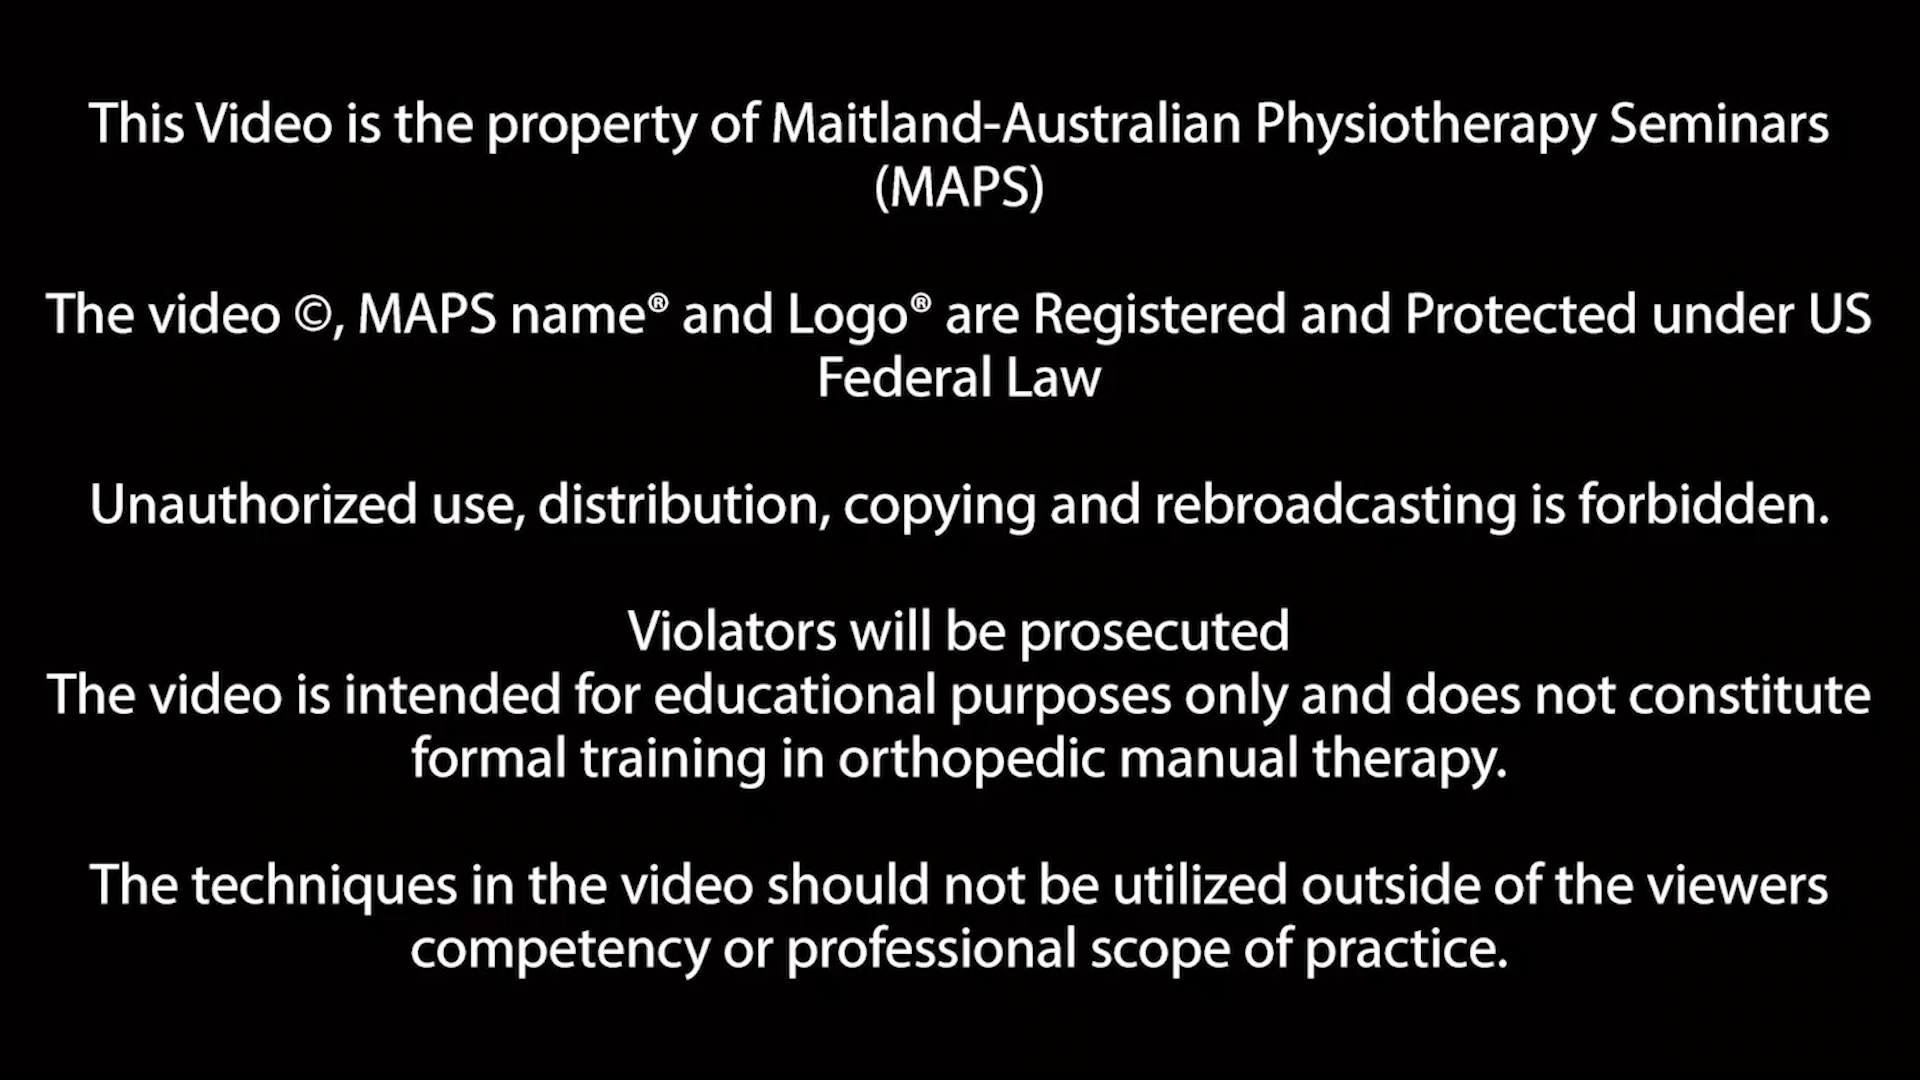 This Video is the property of Maitland-Australian Physiotherapy Seminars
(MAPS)
The video ©, MAPS name® and Logo® are Registered and Protected under US
Federal Law
Unauthorized use, distribution, copying and rebroadcasting is forbidden.
Violators will be prosecuted
The video is intended for educational purposes only and does not constitute
formal training in orthopedic manual therapy.
The techniques in the video should not be utilized outside of the viewers
competency or professional scope of practice.